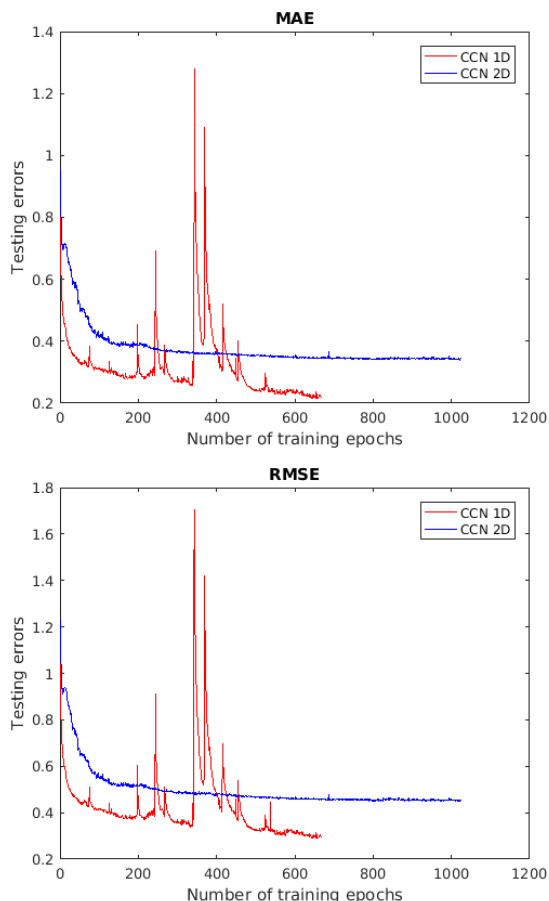 MAE
1.4
1.2
1
0.8
0.6
0.4
0.2
Testing errors
CCN 1D
CCN 2D
0 200 400 600 800 1000 1200
Number of training epochs
RMSE
1.8
1.6
1.4
1.2
1
0.8
0.6
0.4
0.2
Testing errors
CCN 1D
CCN 2D
0 200 400 600 800 1000 1200
Number of training epochs